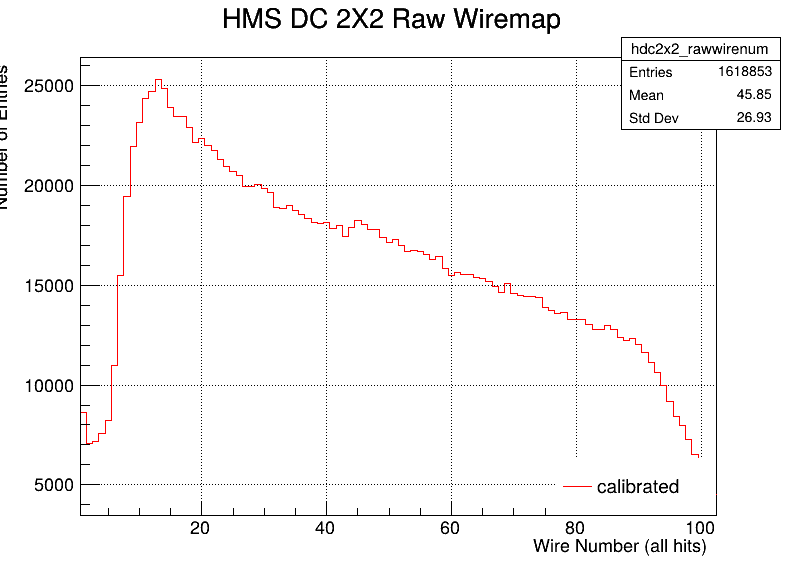 HMS DC 2X2 Raw Wiremap
hdc2x2_rawwirenum
Entries 1618853
Mean 45.85
Std Dev 26.93
Number of Entries
25000
20000
15000
10000
5000
calibrated
20 40 60 80 100
Wire Number (all hits)